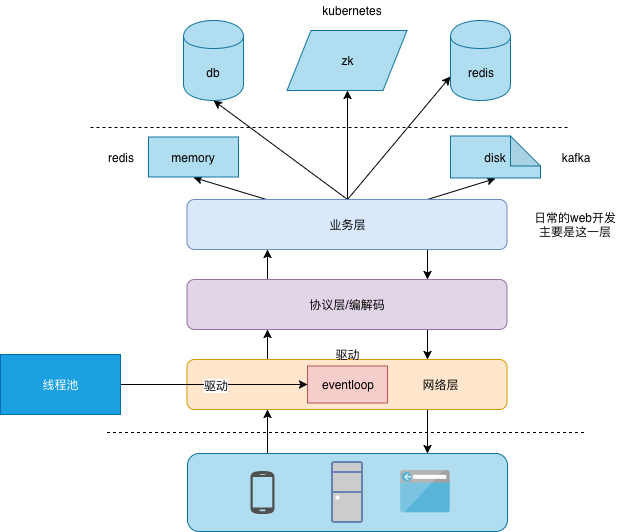 kubernetes
db
zk
redis
redis
memory
disk
kafka
业务层
日常的web开发
主要是这一层
协议层/编解码
驱动
线程池
驱动
eventloop
网络层